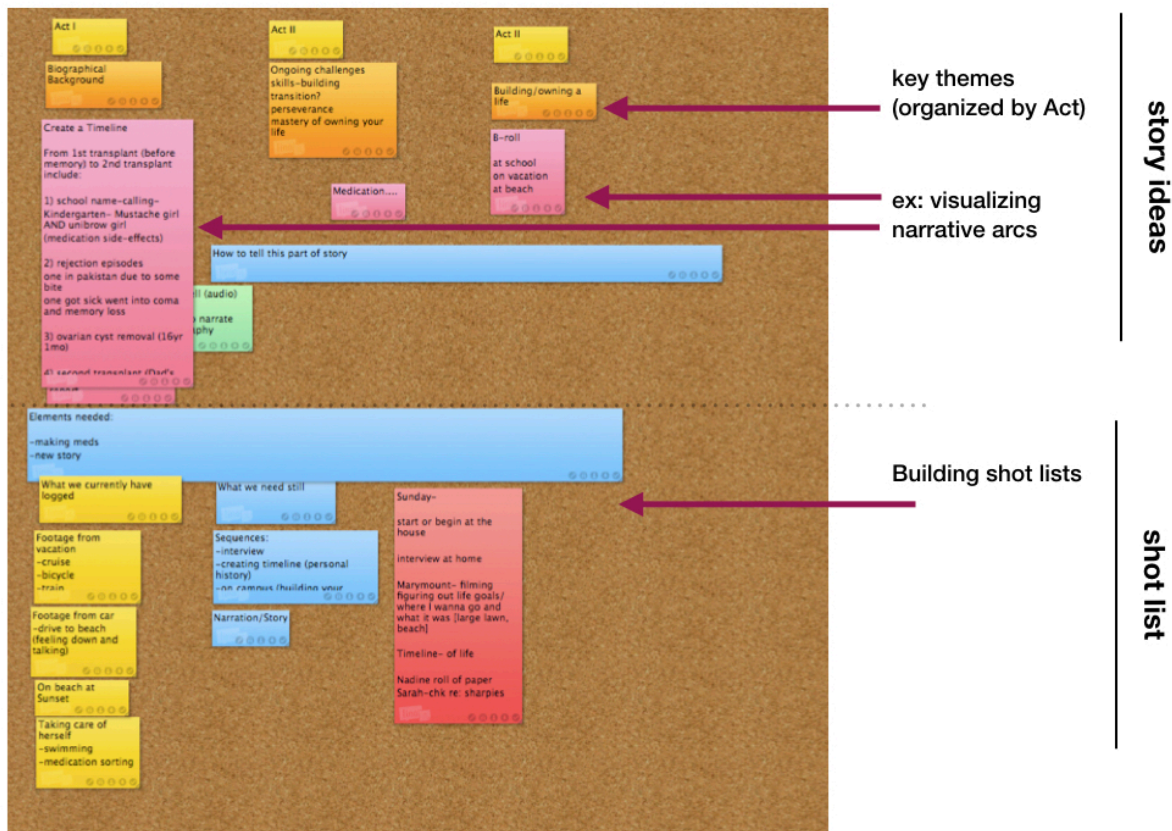 Act I
Biographical
Background
Create a Timeline
From 1st transplant (before
memory) to 2nd transplant
include:
1) school name-calling-
Kindergarten- Mustache girl
AND unibrow girl
(medication side-effects)
2) rejection episodes
one in pakistan due to some
bite
one got sick went into coma
and memory loss
3) ovarian cyst removal (16yr
1mo)
4) second transplant (Dad's
Act II
Ongoing challenges
skills-building
transition?
perseverance
mastery of owning your
life
Medication....
Act II
Building/owning a
life
B-roll
at school
on vacation
at beach
How to tell this part of story
ell (audio)
narrate
aphy
key themes
(organized by Act)
ex: visualizing
narrative arcs
story ideas
Elements needed:
-making meds
-new story
What we currently have
logged
Footage from
vacation
-cruise
-bicycle
-train
Footage from car
-drive to beach
(feeling down and
talking)
On beach at
Sunset
Taking care of
herself
-swimming
-medication sorting
What we need still
Sequences:
-interview
-creating timeline (personal
history)
-on campus (building your
Narration/Story
Sunday-
start or begin at the
house
interview at home
Marymount- filming
figuring out life goals/
where I wanna go and
what it was [large lawn,
beach]
Timeline- of life
Nadine roll of paper
Sarah-chk re: sharpies
Building shot lists
shot list